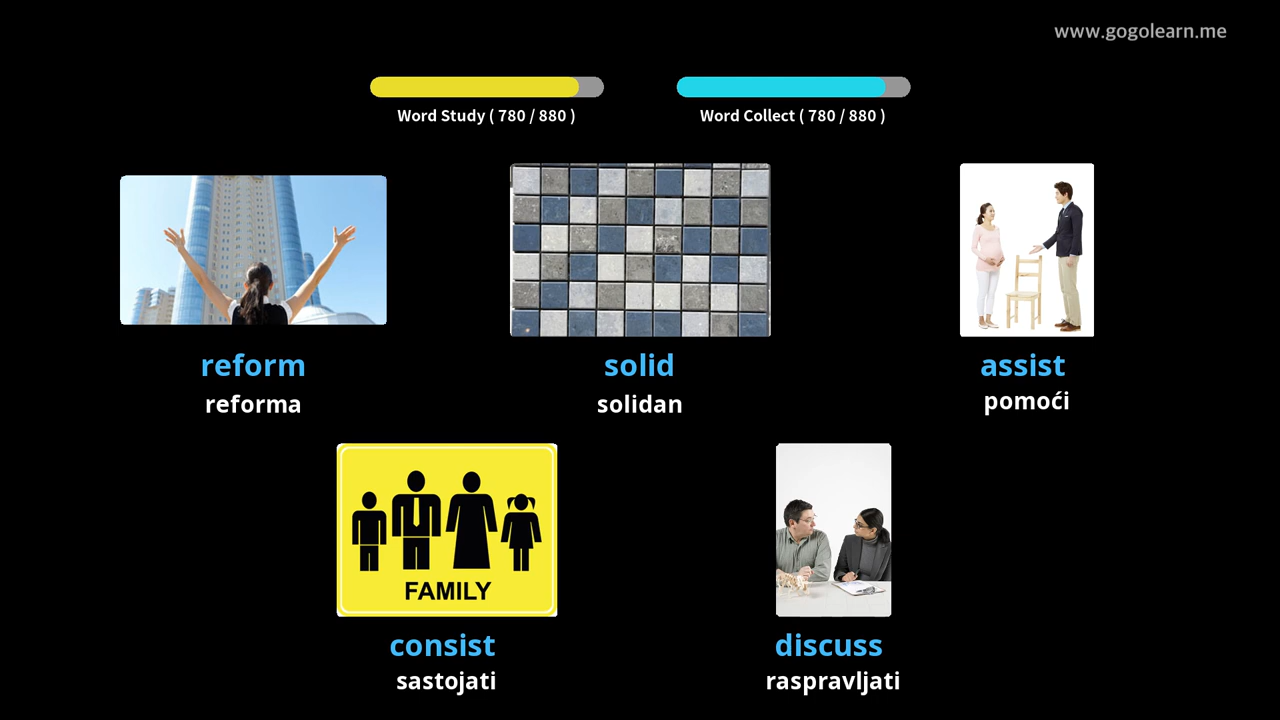 www.gogolearn.me
Word Study ( 780 / 880 )
Word Collect ( 780 / 880 )
reform
reforma
solid
solidan
assist
pomoći
FAMILY
consist
sastojati
discuss
raspravljati